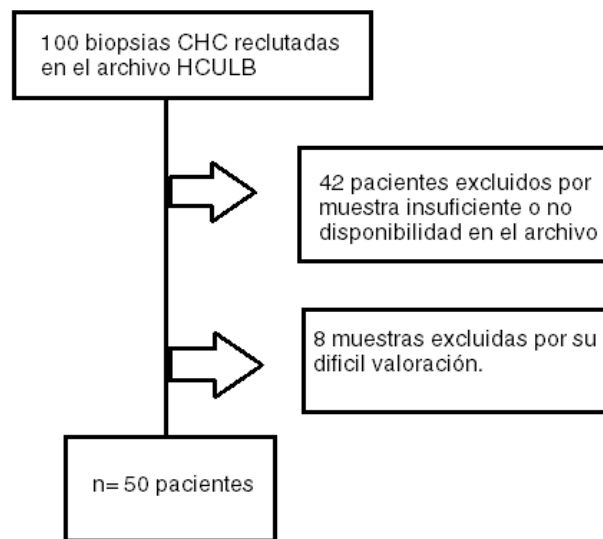 100 biopsias CHC reclutadas
en el archivo HCULB
42 pacientes excluidos por
muestra insuficiente o no
disponibilidad en el archivo
8 muestras excluidas por su
dificil valoración.
n= 50 pacientes